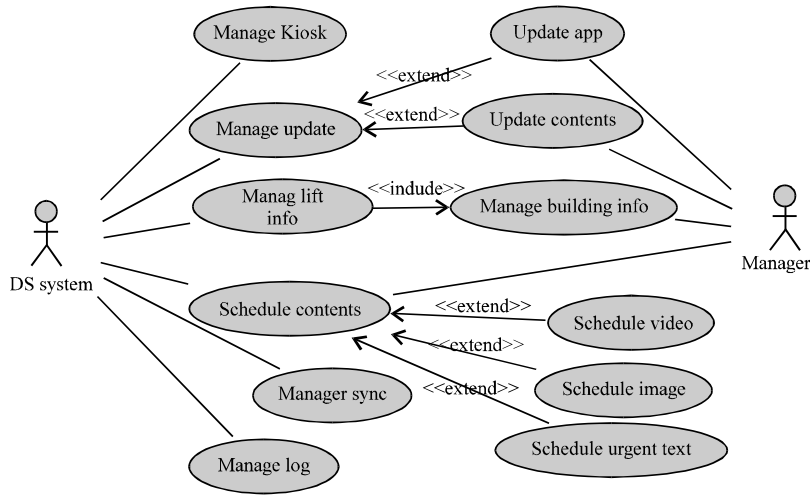 Manage Kiosk
Update app
<<extend>>
<<extend>>
Manage update
Update contents
Manag lift
info
<<indude>>
Manage building info
DS system
Manager
Schedule contents
<<extend>>
Schedule video
<<extend>>
Manager sync
<<extend>>
Schedule image
Schedule urgent text
Manage log